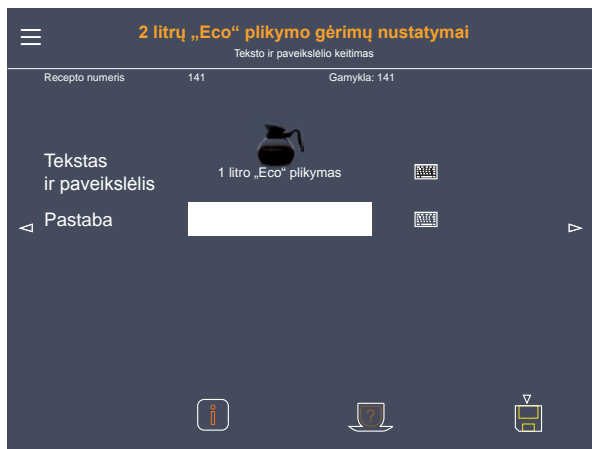 2 litrų „Eco“ plikymo gėrimų nustatymai
Teksto ir paveikslėlio keitimas
Recepto numeris 141 Gamykla: 141
Tekstas
ir paveikslėlis
1 litro „Eco“ plikymas
Pastaba
i
?